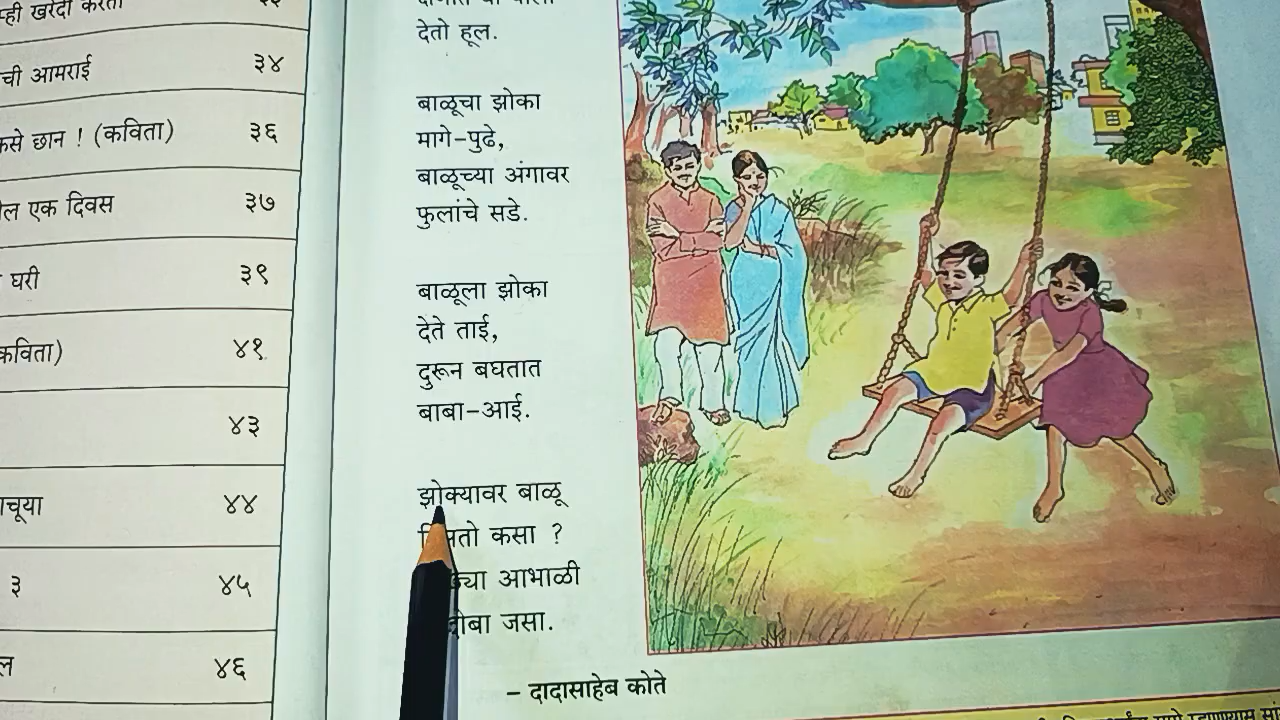 खरेदी करता
ची आमराई ३४
छान ! (कविता) ३६
एक दिवस ३७
घरी ३९
कविता) ४१
४३
४४
३ ४५
४६
देतो हूल.
बाळूचा झोका
मागे-पुढे,
बाळूच्या अंगावर
फुलांचे सडे.
बाळूला झोका
देते ताई,
दुरून बघतात
बाबा-आई.
झोक्यावर बाळू
कसा ?
आभाळी
जसा.
- दादासाहेब कोते